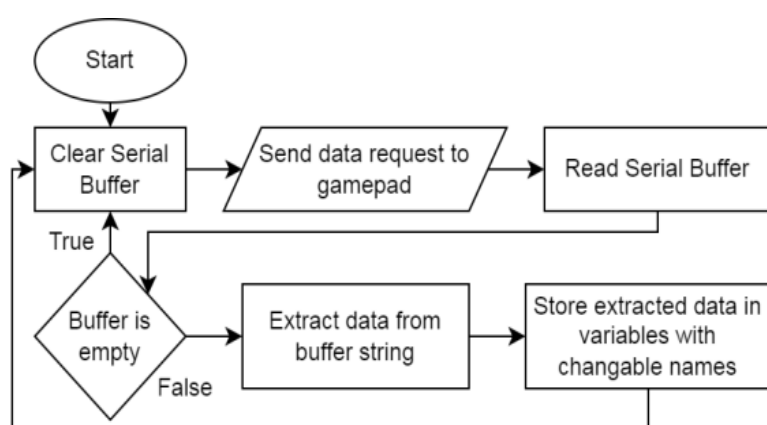 Start
Clear Serial
Buffer
Send data request to
gamepad
Read Serial Buffer
True
Buffer is
empty
False
Extract data from
buffer string
Store extracted data in
variables with
changable names